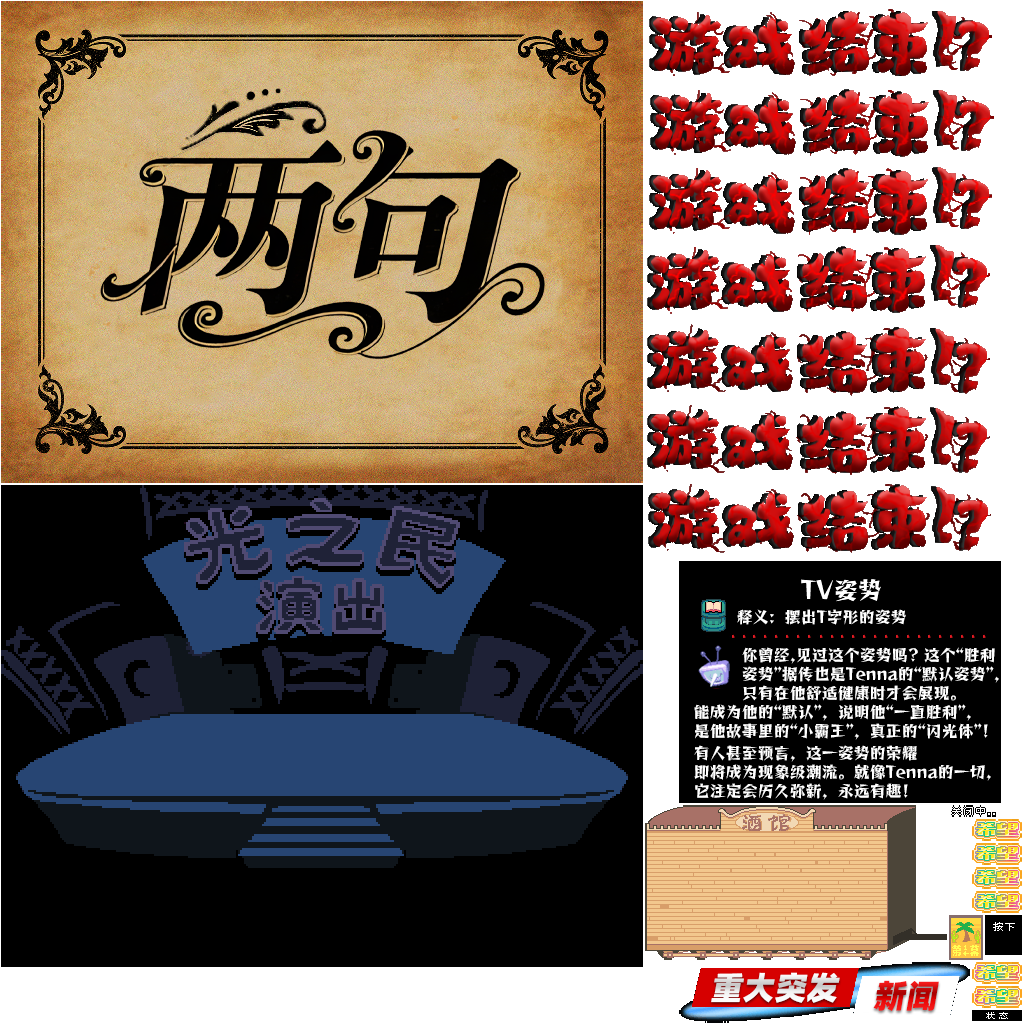 两句
游戏结束!?
游戏结束!?
游戏结束!?
游戏结束!?
游戏结束!?
游戏结束!?
游戏结束!?
光之民
演出
TV姿势
释义：摆出T字形的姿势
你曾经,见过这个姿势吗？这个“胜利
姿势”据传也是Tenna的“默认姿势”，
只有在他舒适健康时才会展现。
能成为他的“默认”，说明他“一直胜利”，
是他故事里的“小霸王”，真正的“闪光体”！
有人甚至预言，这一姿势的荣耀
即将成为现象级潮流。就像Tenna的一切，
它注定会历久弥新，永远有趣！
酒馆
关闭中。。
希望
希望
希望
希望
按下
希望
希望
状态
重大突发
新闻